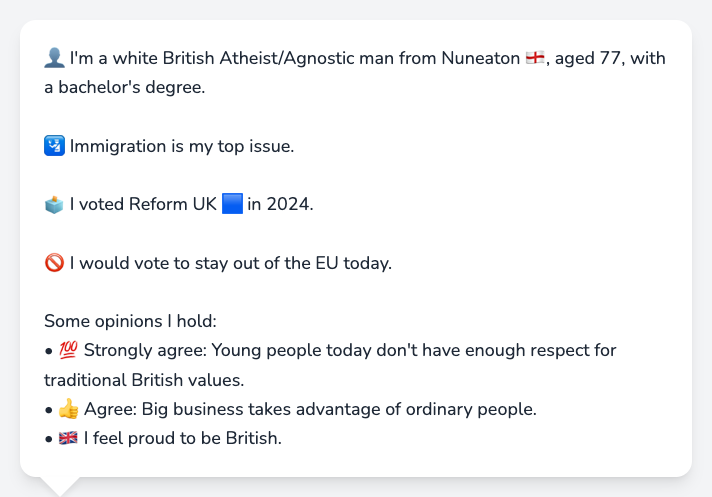 👤 I'm a white British Atheist/Agnostic man from Nuneaton 🏴󠁧󠁢󠁥󠁮󠁧󠁿, aged 77, with
a bachelor's degree.
🛂 Immigration is my top issue.
🗳️ I voted Reform UK 🟦 in 2024.
🚫 I would vote to stay out of the EU today.
Some opinions I hold:
• 💯 Strongly agree: Young people today don't have enough respect for
traditional British values.
• 👍 Agree: Big business takes advantage of ordinary people.
• 🇬🇧 I feel proud to be British.